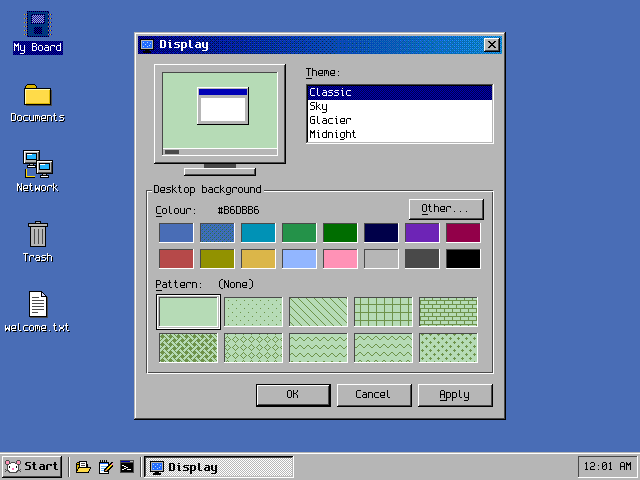 My Board
Documents
Network
Trash
welcome.txt
Display
Theme:
Classic
Sky
Glacier
Midnight
Desktop background
Colour: #B6DBB6
Other...
Pattern: (None)
OK
Cancel
Apply
Start
Display
12:01 AM